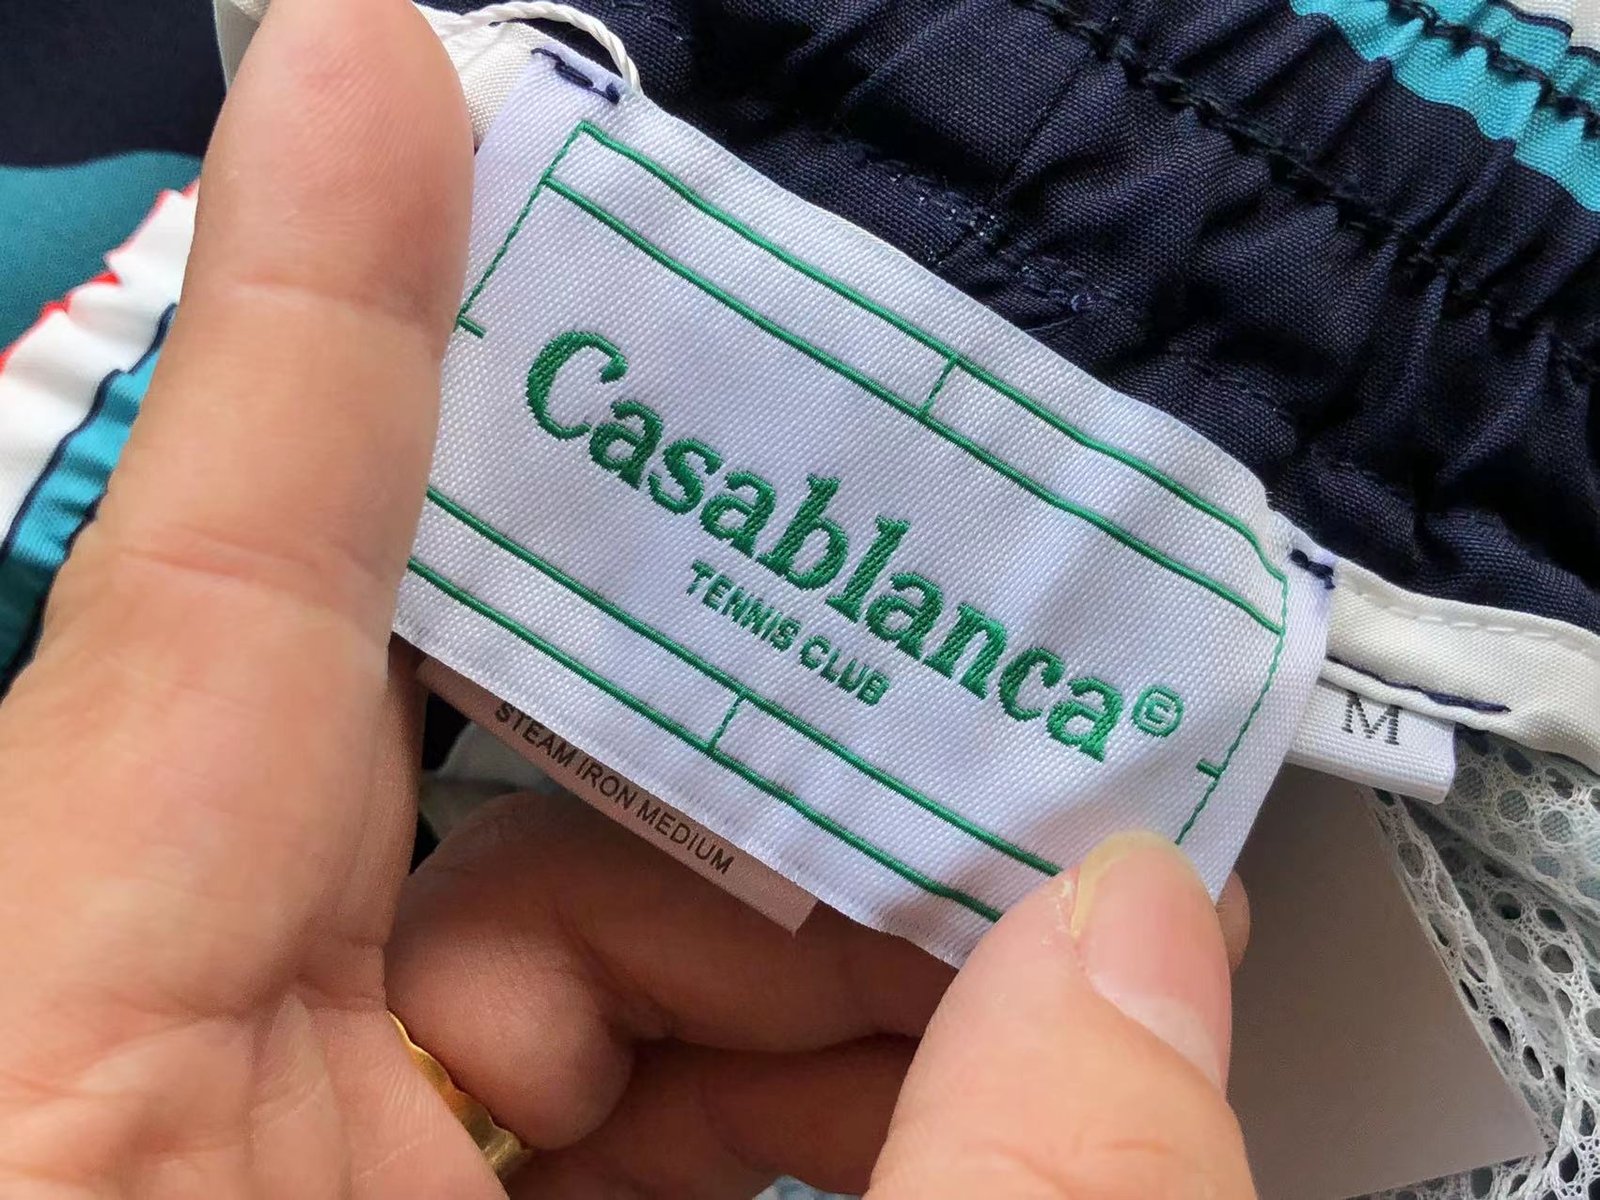 Casablanca©
TENNIS CLUB
M
STEAM IRON MEDIUM